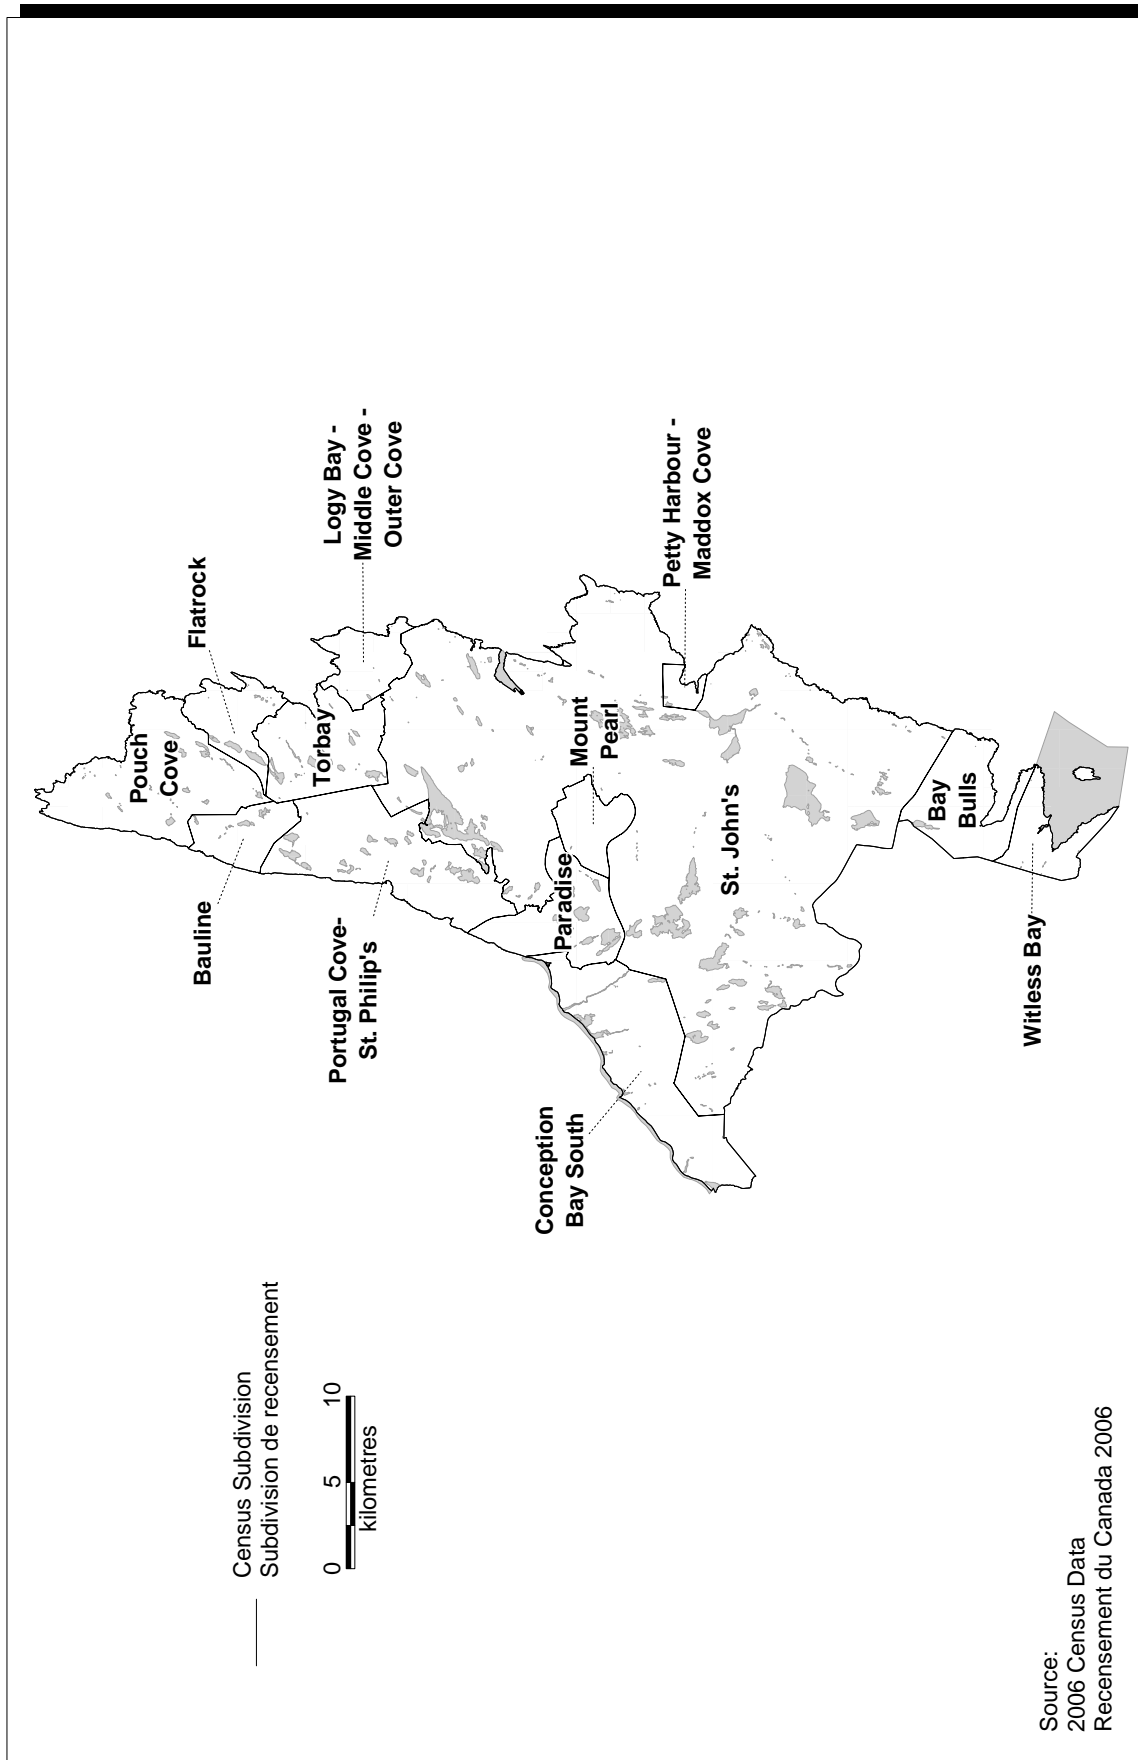 Census Subdivision
Subdivision de recensement
0 5 10
kilometres
Source:
2006 Census Data
Recensement du Canada 2006
Pouch
Cove
Flatrock
Bauline
Torbay
Logy Bay -
Middle Cove -
Outer Cove
Portugal Cove-
St. Philip's
Paradise
Mount
Pearl
Conception
Bay South
Petty Harbour -
Maddox Cove
St. John's
Bay
Bulls
Witless Bay